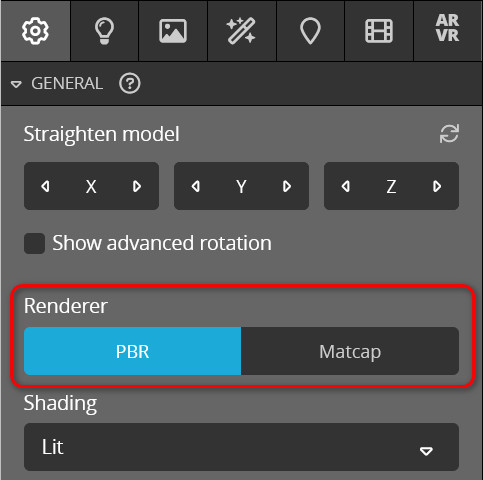 AR
VR
GENERAL ?
Straighten model
X Y Z
Show advanced rotation
Renderer
PBR Matcap
Shading
Lit